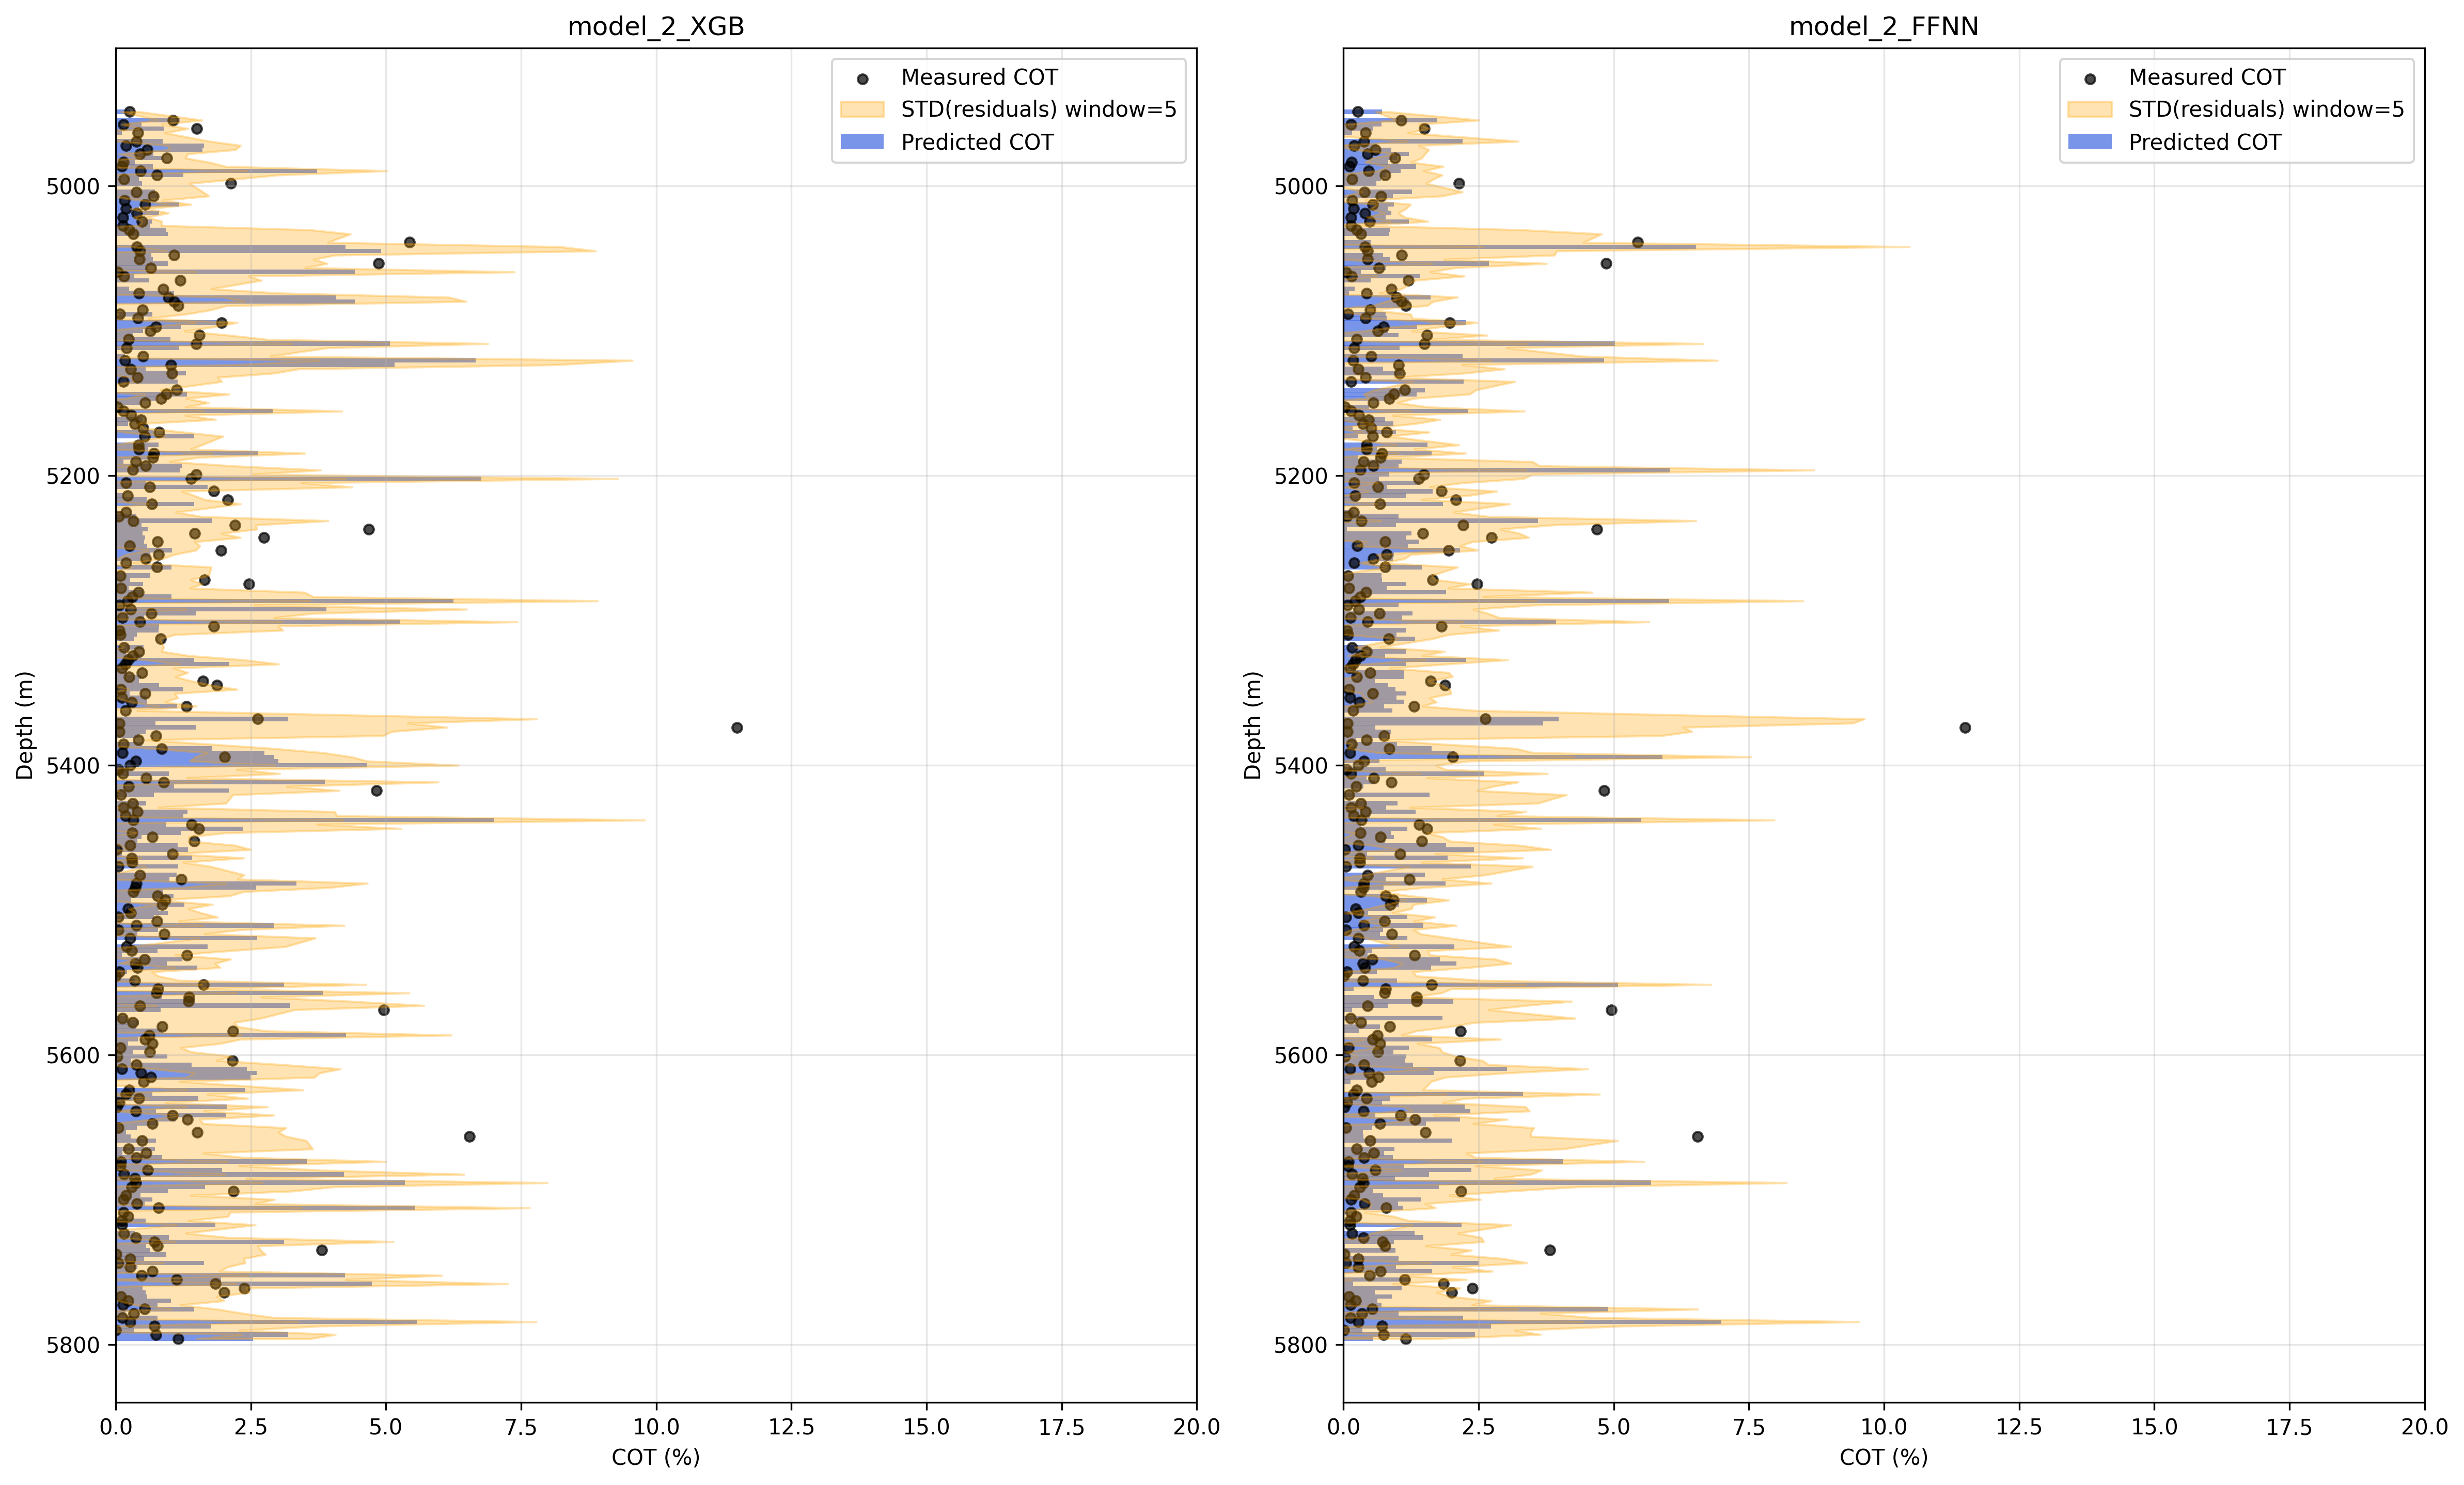 model_2_XGB
Measured COT
STD(residuals) window=5
Predicted COT
Depth (m)
5000
5200
5400
5600
5800
0.0 2.5 5.0 7.5 10.0 12.5 15.0 17.5 20.0
COT (%)
model_2_FFNN
Measured COT
STD(residuals) window=5
Predicted COT
Depth (m)
5000
5200
5400
5600
5800
0.0 2.5 5.0 7.5 10.0 12.5 15.0 17.5 20.0
COT (%)